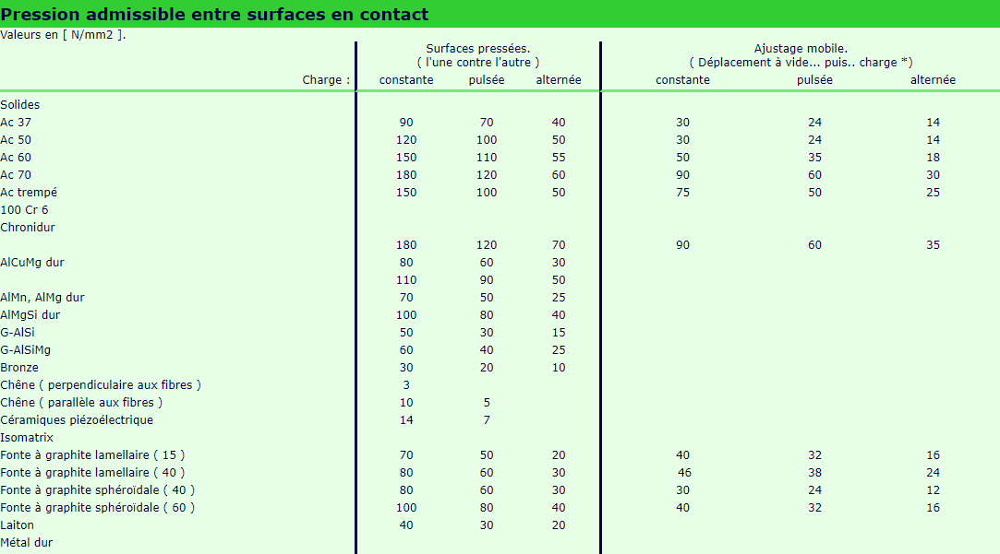 Pression admissible entre surfaces en contact
Valeurs en [ N/mm2 ].
Surfaces pressées. Ajustage mobile.
( l'une contre l'autre ) ( Déplacement à vide... puis.. charge *)
Charge : constante pulsée alternée constante pulsée alternée
Solides
Ac 37 90 70 40 30 24 14
Ac 50 120 100 50 30 24 14
Ac 60 150 110 55 50 35 18
Ac 70 180 120 60 90 60 30
Ac trempé 150 100 50 75 50 25
100 Cr 6
Chronidur
180 120 70 90 60 35
AlCuMg dur 80 60 30
110 90 50
AlMn, AlMg dur 70 50 25
AlMgSi dur 100 80 40
G-AlSi 50 30 15
G-AlSiMg 60 40 25
Bronze 30 20 10
Chêne ( perpendiculaire aux fibres ) 3
Chêne ( parallèle aux fibres ) 10 5
Céramiques piézoélectrique 14 7
Isomatrix
Fonte à graphite lamellaire ( 15 ) 70 50 20 40 32 16
Fonte à graphite lamellaire ( 40 ) 80 60 30 46 38 24
Fonte à graphite sphéroïdale ( 40 ) 80 60 30 30 24 12
Fonte à graphite sphéroïdale ( 60 ) 100 80 40 40 32 16
Laiton 40 30 20
Métal dur